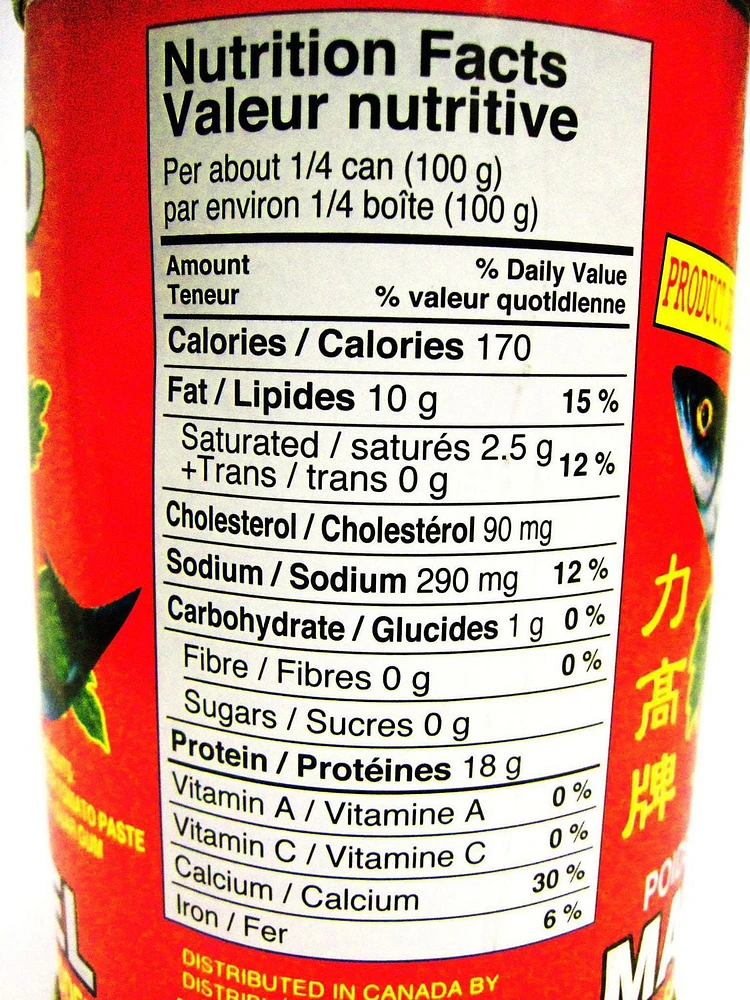 Nutrition Facts
Valeur nutritive
Per about 1/4 can (100 g)
par environ 1/4 boîte (100 g)
Amount % Daily Value
Teneur % valeur quotidienne
Calories / Calories 170
Fat / Lipides 10 g 15 %
Saturated / saturés 2.5 g 12 %
+Trans / trans 0 g
Cholesterol / Cholestérol 90 mg
Sodium / Sodium 290 mg 12 %
Carbohydrate / Glucides 1 g 0 %
Fibre / Fibres 0 g 0 %
Sugars / Sucres 0 g
Protein / Protéines 18 g
Vitamin A / Vitamine A 0 %
Vitamin C / Vitamine C 0 %
Calcium / Calcium 30 %
Iron / Fer 6 %
DISTRIBUTED IN CANADA BY
PASTE
GUM
PRODUCT
力高牌